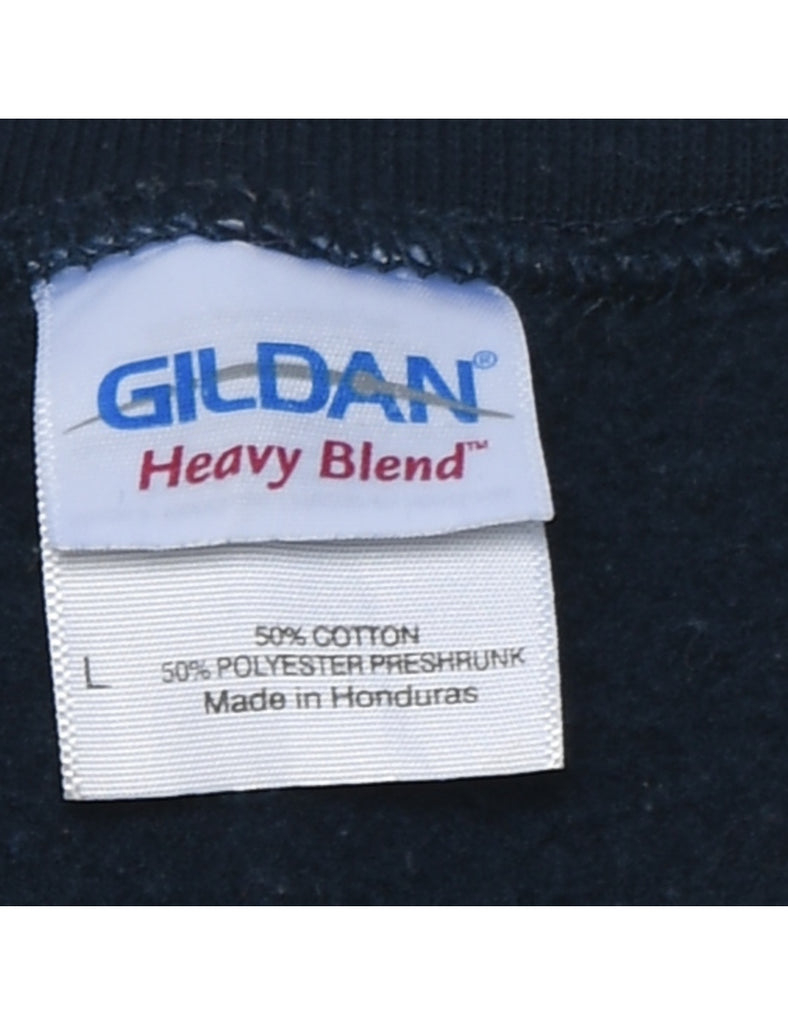 GILDAN®
Heavy Blend™
50% COTTON
L 50% POLYESTER PRESHRUNK
Made in Honduras